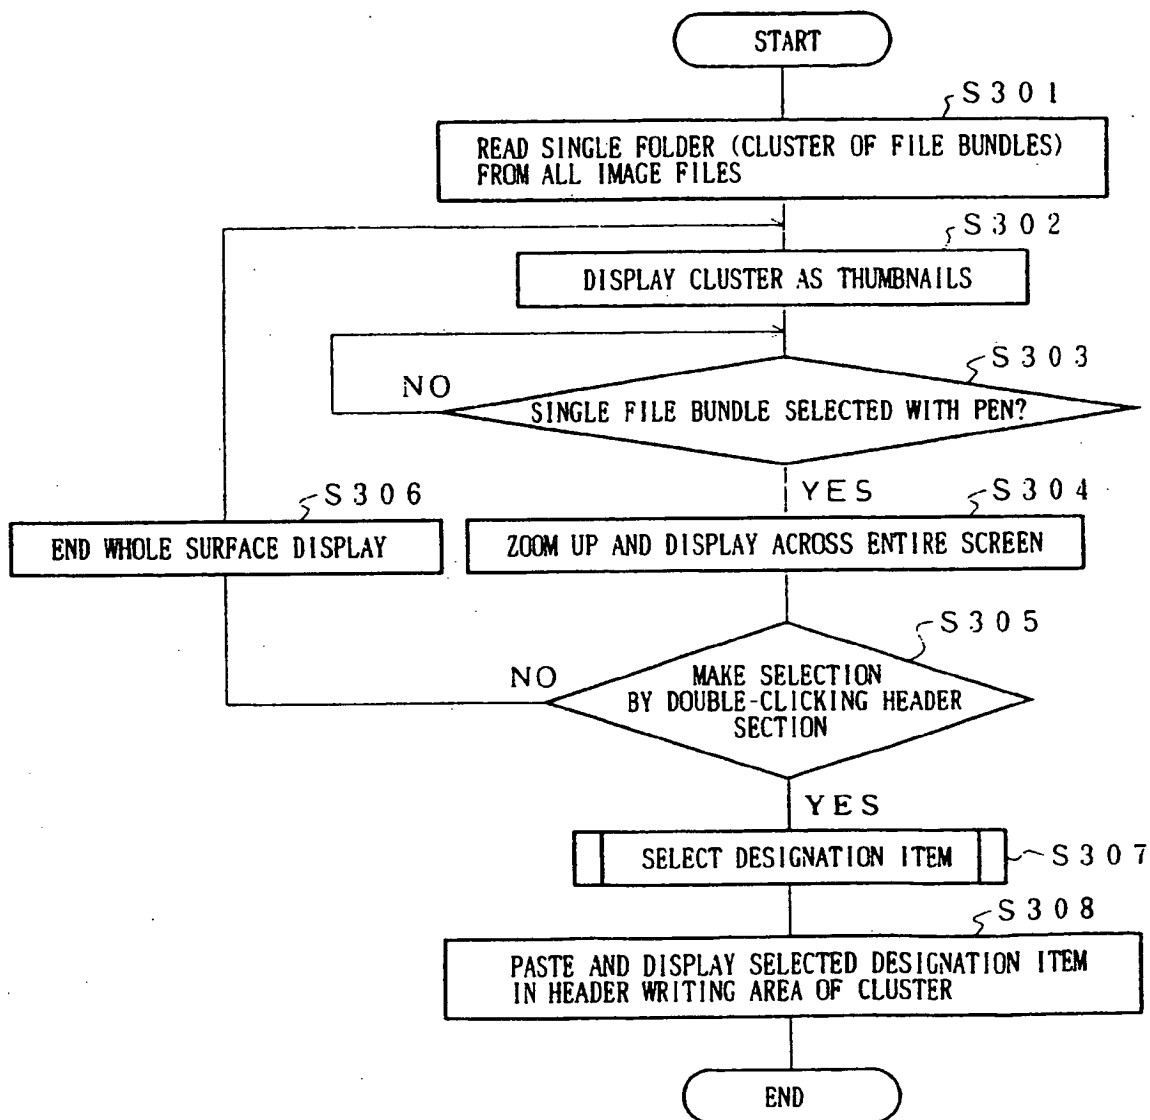 START
S301
READ SINGLE FOLDER (CLUSTER OF FILE BUNDLES)
FROM ALL IMAGE FILES
S302
DISPLAY CLUSTER AS THUMBNAILS
S303
NO
SINGLE FILE BUNDLE SELECTED WITH PEN?
YES
S306
S304
END WHOLE SURFACE DISPLAY
ZOOM UP AND DISPLAY ACROSS ENTIRE SCREEN
S305
NO
MAKE SELECTION
BY DOUBLE-CLICKING HEADER
SECTION
YES
SELECT DESIGNATION ITEM
S307
S308
PASTE AND DISPLAY SELECTED DESIGNATION ITEM
IN HEADER WRITING AREA OF CLUSTER
END